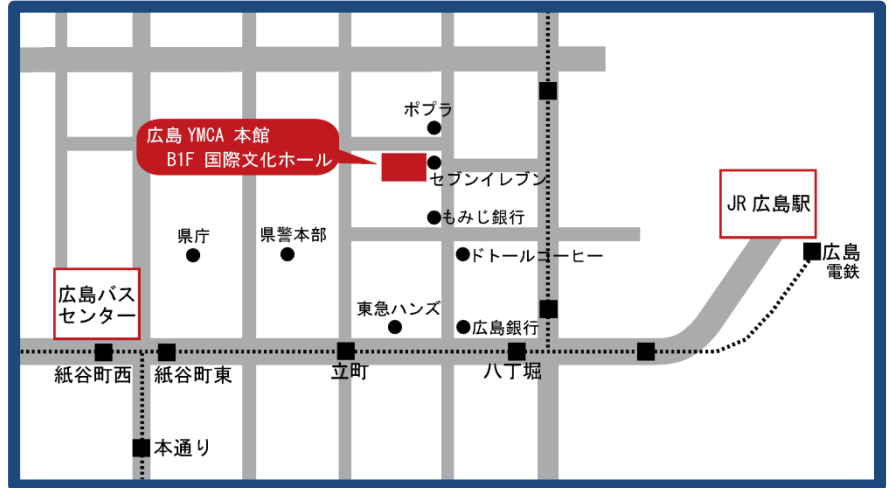 ポプラ
広島 YMCA 本館
B1F 国際文化ホール
セブンイレブン
もみじ銀行
JR 広島駅
県庁
県警本部
ドトールコーヒー
広島
電鉄
広島バス
センター
東急ハンズ
広島銀行
紙谷町西
紙谷町東
立町
八丁堀
本通り